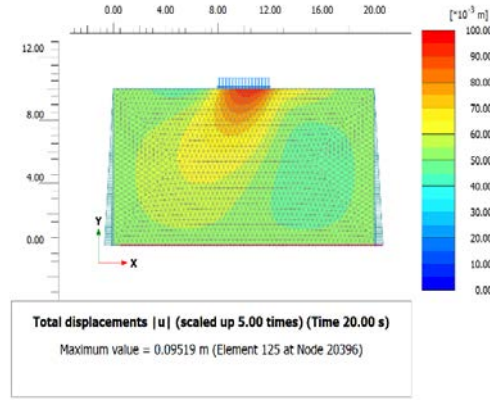 [*10⁻³ m]
0.00 4.00 8.00 12.00 16.00 20.00
12.00
8.00
4.00
0.00
Y
X
100.00
90.00
80.00
70.00
60.00
50.00
40.00
30.00
20.00
10.00
0.00
Total displacements |u| (scaled up 5.00 times) (Time 20.00 s)
Maximum value = 0.09519 m (Element 125 at Node 20396)